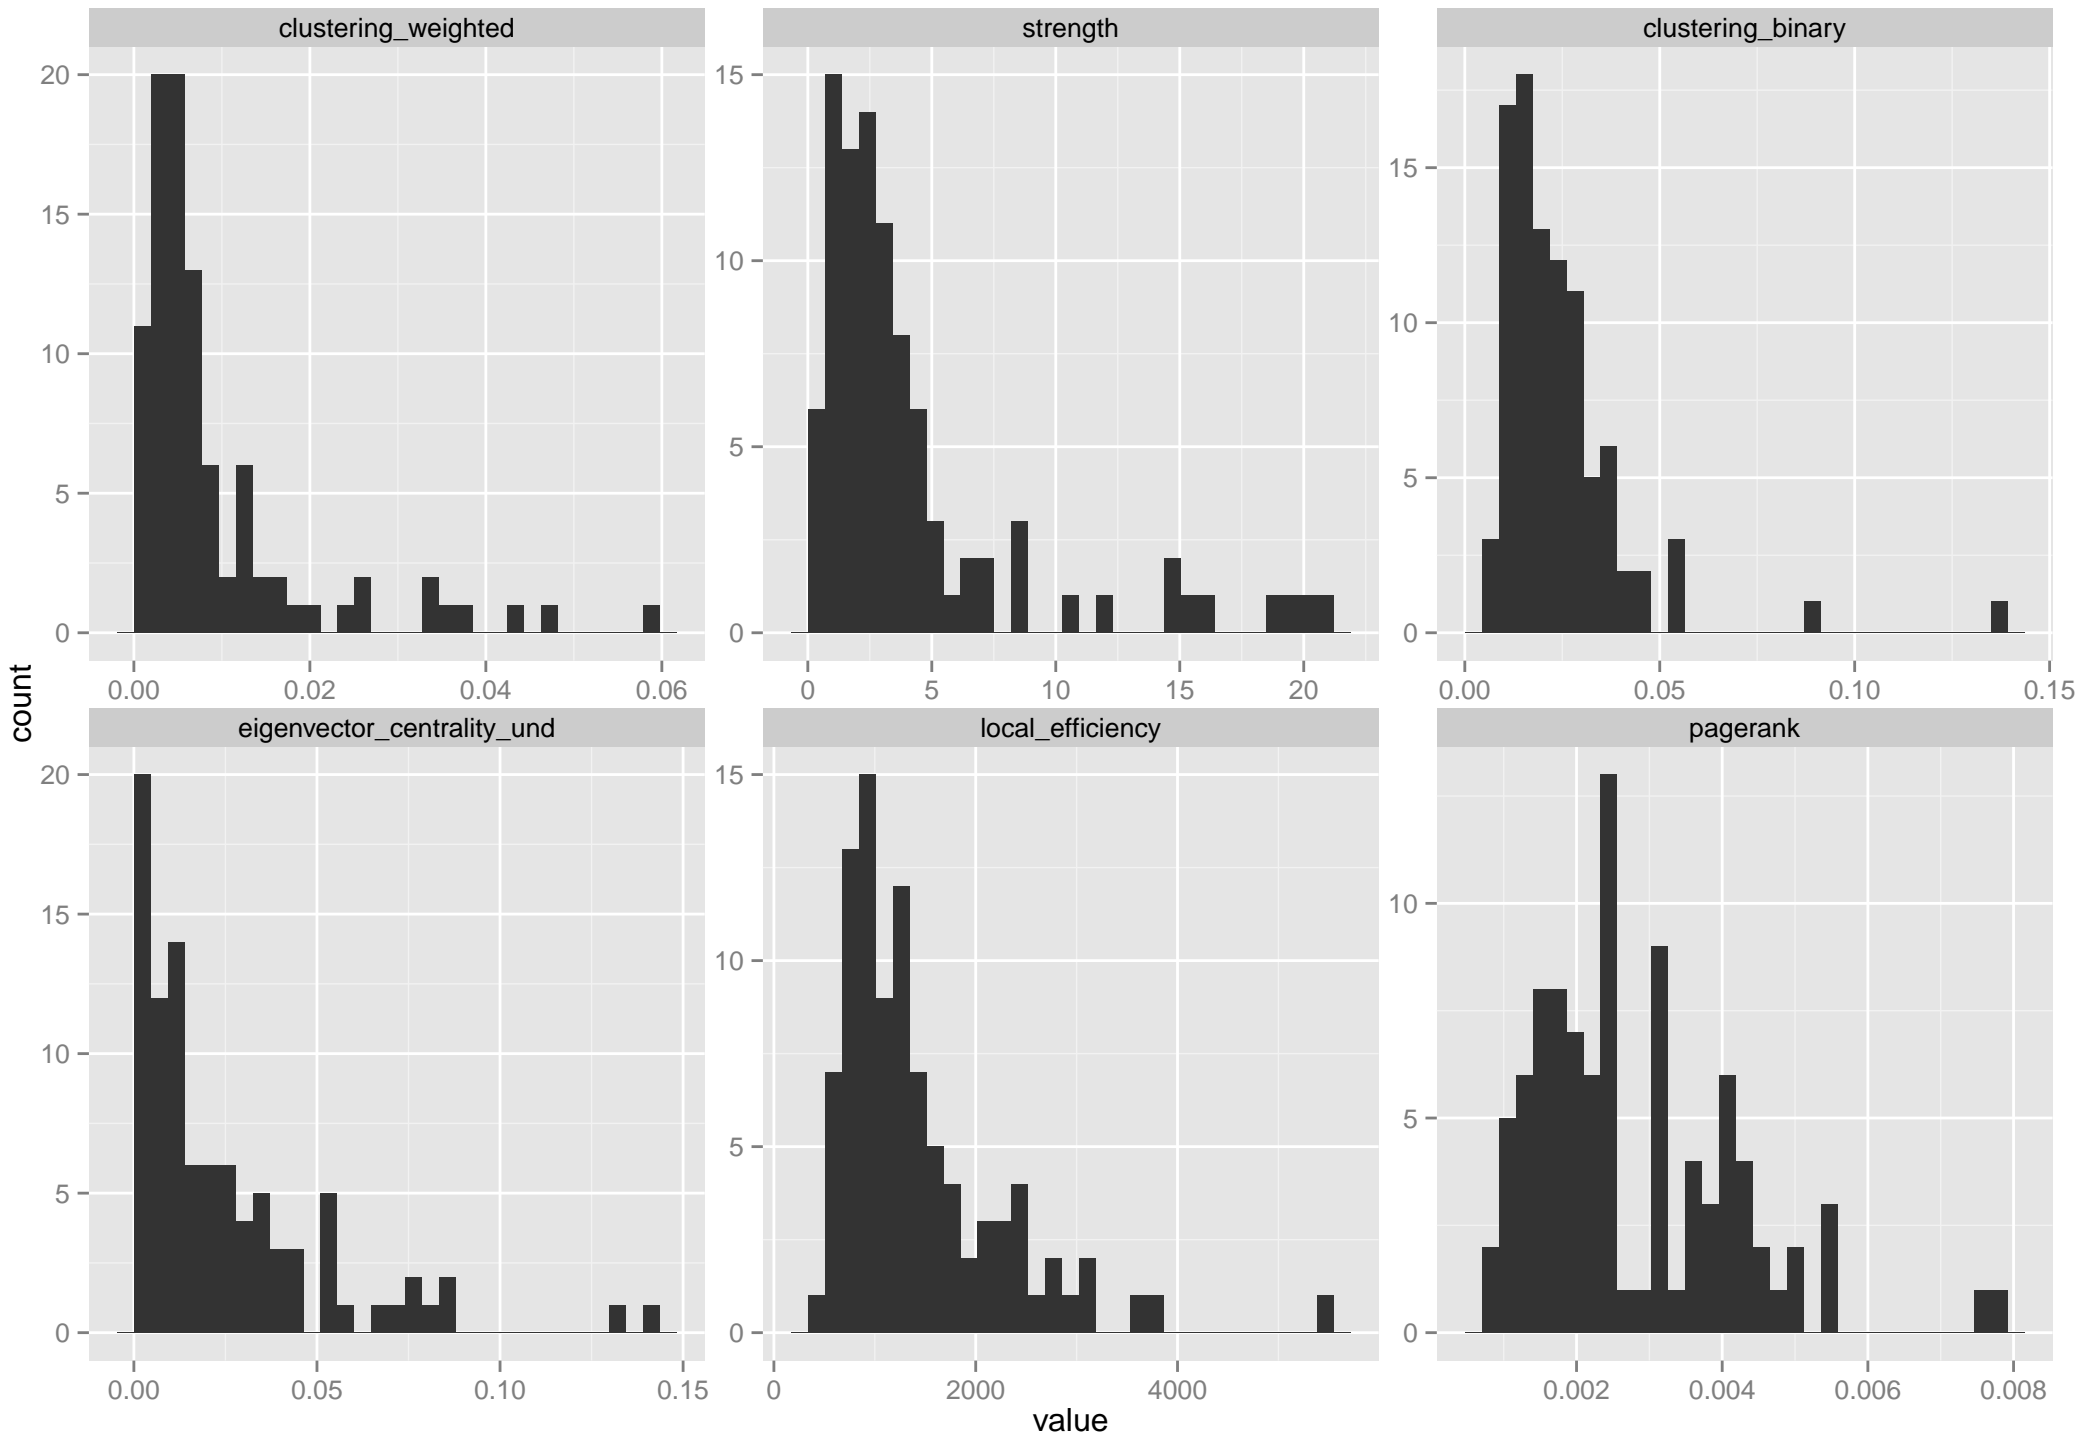 clustering_weighted
strength
clustering_binary
20
15
10
5
0
0.00 0.02 0.04 0.06
15
10
5
0
0 5 10 15 20
15
10
5
0
0.00 0.05 0.10 0.15
eigenvector_centrality_und
local_efficiency
pagerank
20
15
10
5
0
0.00 0.05 0.10 0.15
15
10
5
0
0 2000 4000
10
5
0
0.002 0.004 0.006 0.008
count
value